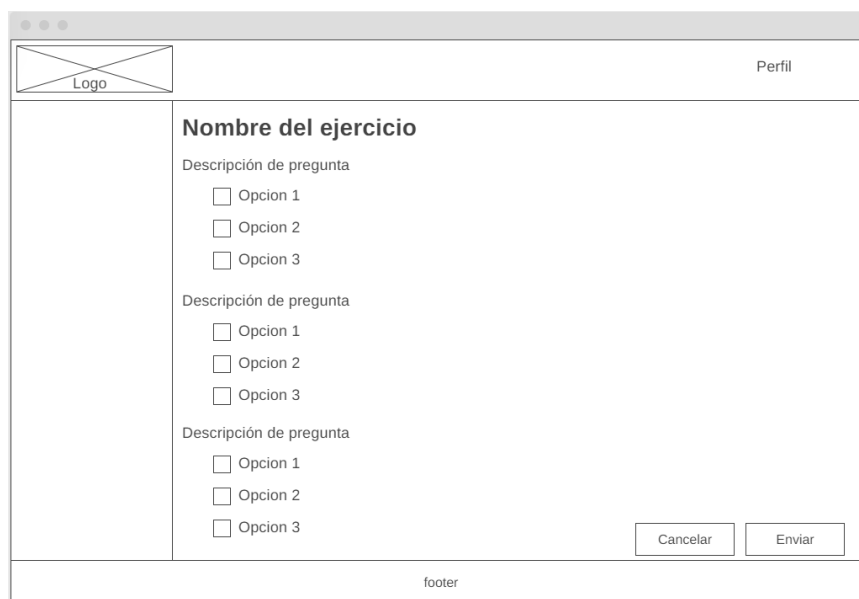 Logo
Perfil
Nombre del ejercicio
Descripción de pregunta
Opcion 1
Opcion 2
Opcion 3
Descripción de pregunta
Opcion 1
Opcion 2
Opcion 3
Descripción de pregunta
Opcion 1
Opcion 2
Opcion 3
Cancelar
Enviar
footer